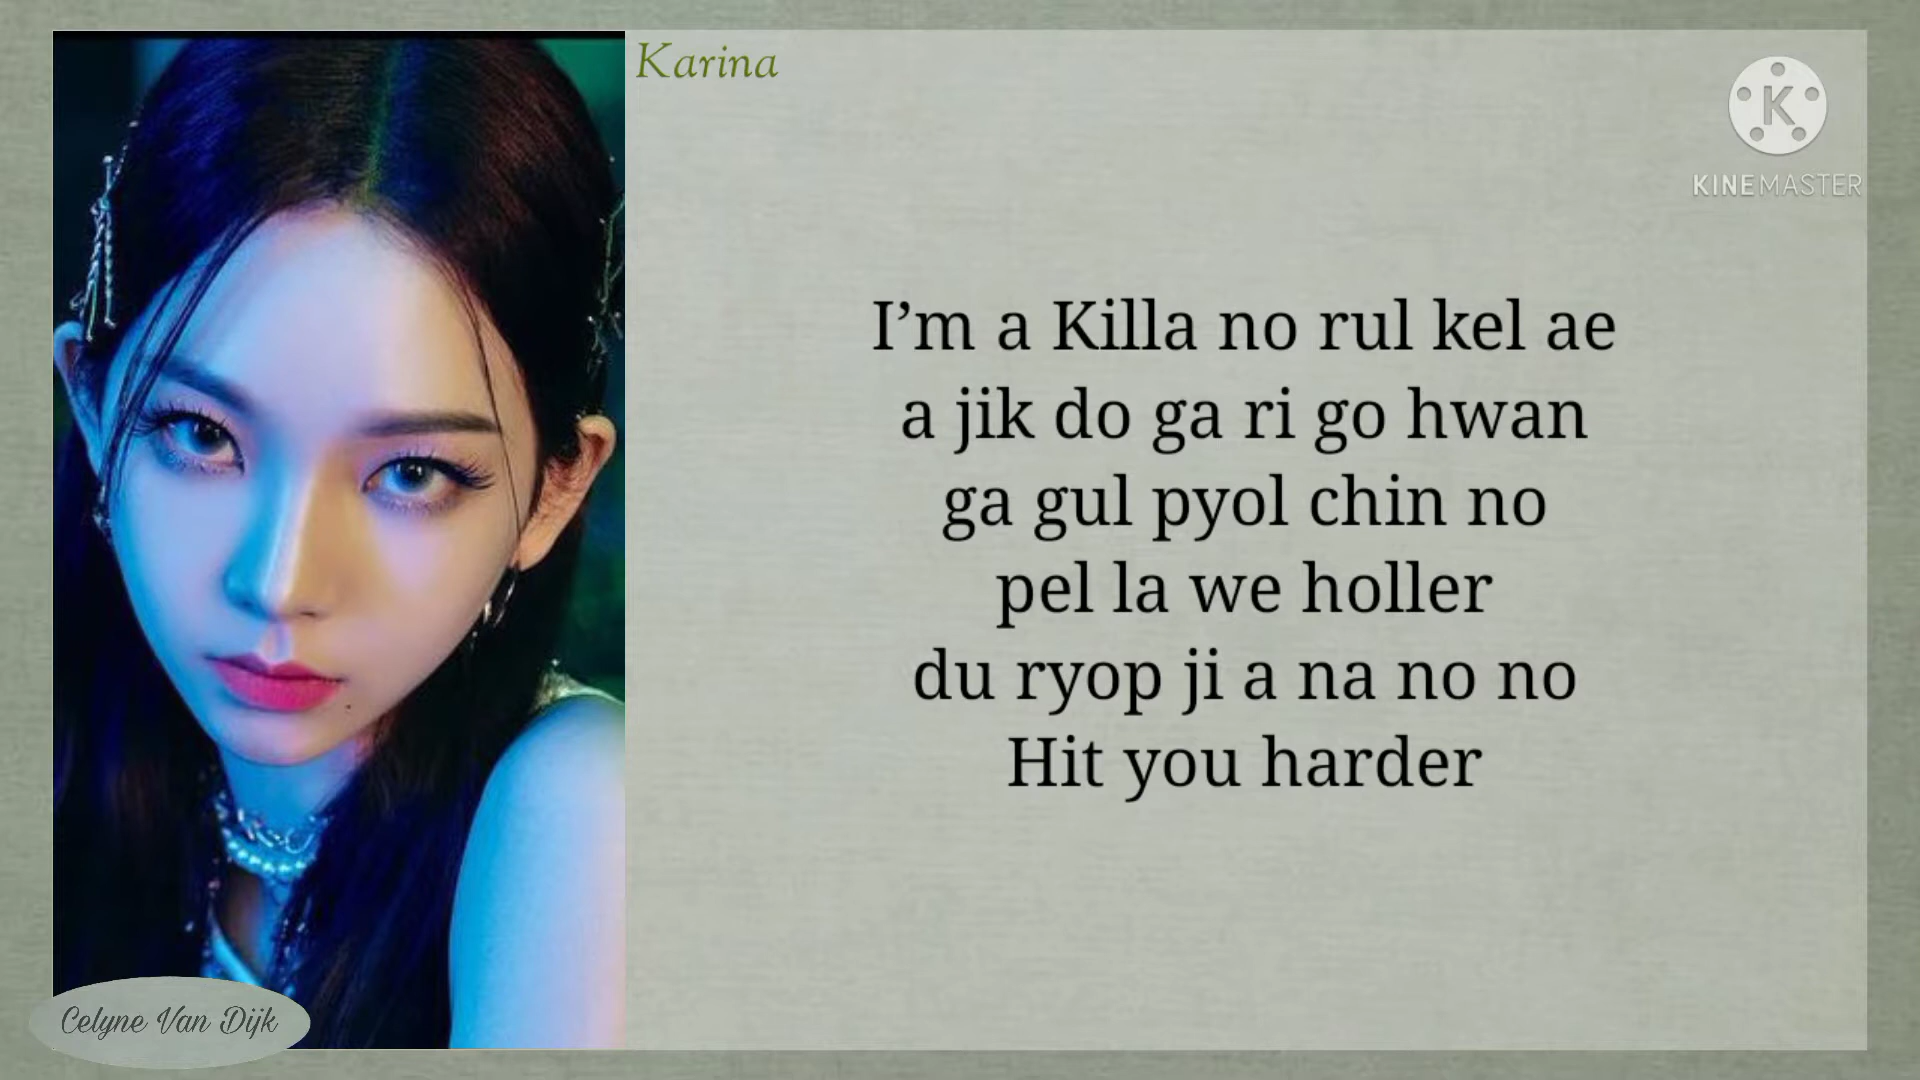 Karina
KINEMASTER
I’m a Killa no rul kel ae
a jik do ga ri go hwan
ga gul pyol chin no
pel la we holler
du ryop ji a na no no
Hit you harder
Celyne Van Dijk